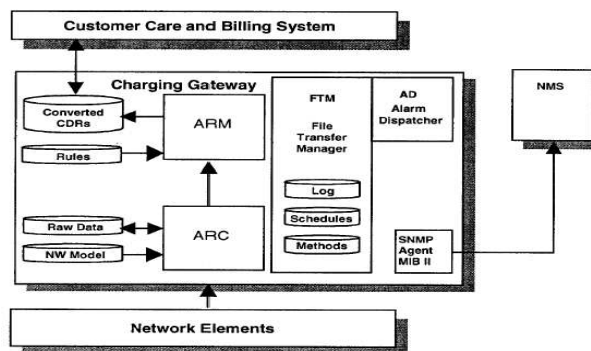 Customer Care and Billing System
Charging Gateway
Converted
CDRs
Rules
ARM
Raw Data
NW Model
ARC
FTM
File
Transfer
Manager
Log
Schedules
Methods
AD
Alarm
Dispatcher
SNMP
Agent
MIB II
NMS
Network Elements